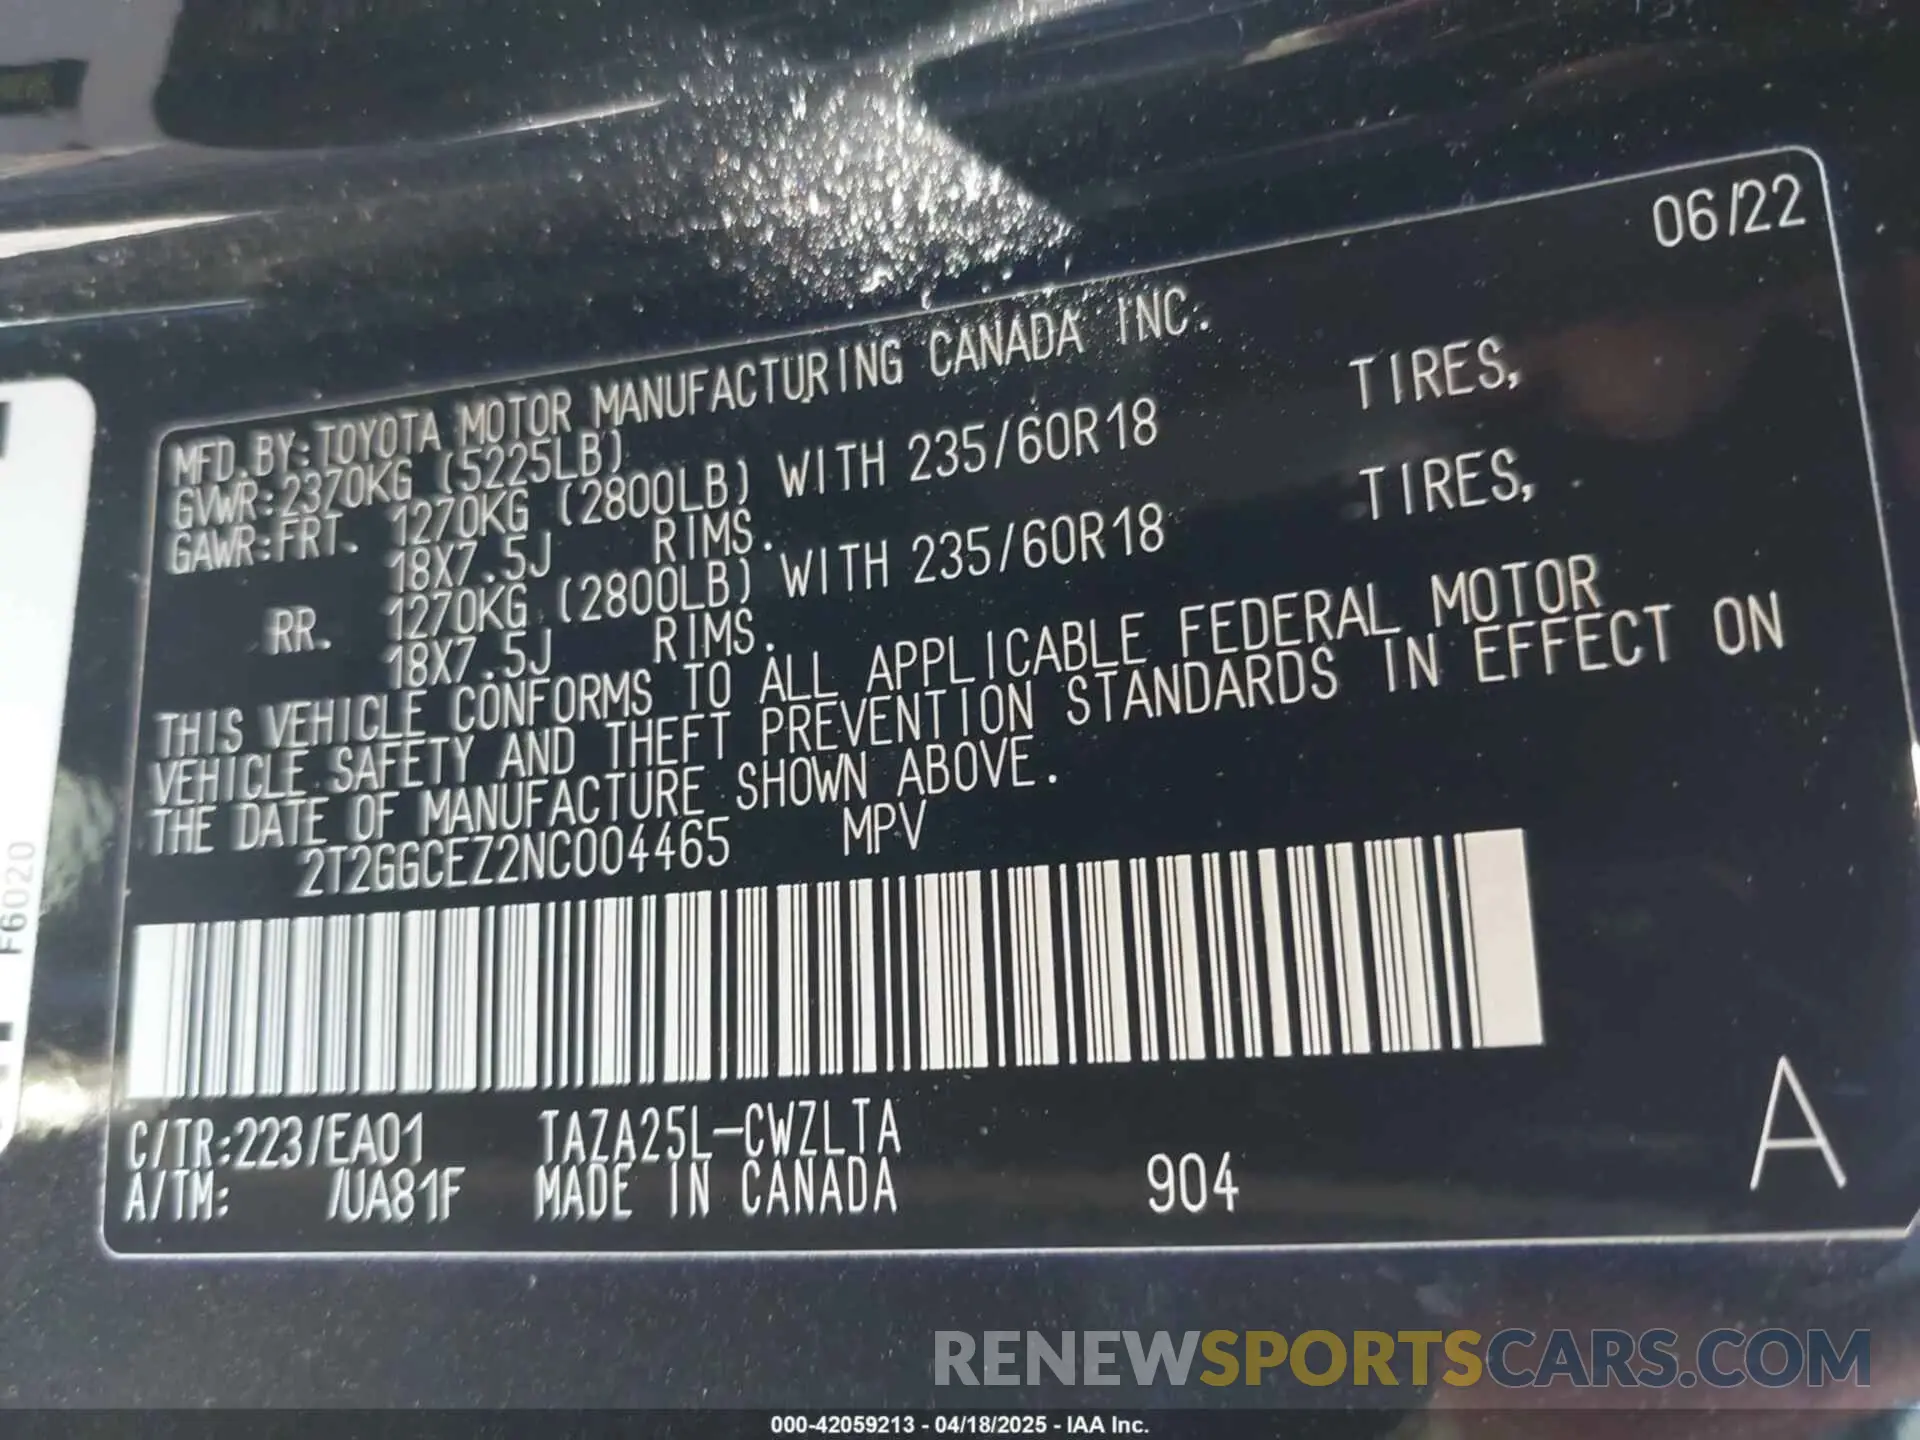 06/22
MFD.BY:TOYOTA MOTOR MANUFACTURING CANADA INC.
GVWR:2370KG (5225LB)
GAWR:FRT. 1270KG (2800LB) WITH 235/60R18 TIRES,
18X7.5J RIMS.
RR. 1270KG (2800LB) WITH 235/60R18 TIRES,
18X7.5J RIMS.
THIS VEHICLE CONFORMS TO ALL APPLICABLE FEDERAL MOTOR
VEHICLE SAFETY AND THEFT PREVENTION STANDARDS IN EFFECT ON
THE DATE OF MANUFACTURE SHOWN ABOVE.
2T2GGCEZ2NC004465 MPV
C/TR:223/EA01 TAZA25L-CWZLTA
A/TM: /UA81F MADE IN CANADA 904 A
F6020
RENEWSPORTSCARS.COM
000-42059213 - 04/18/2025 - IAA Inc.